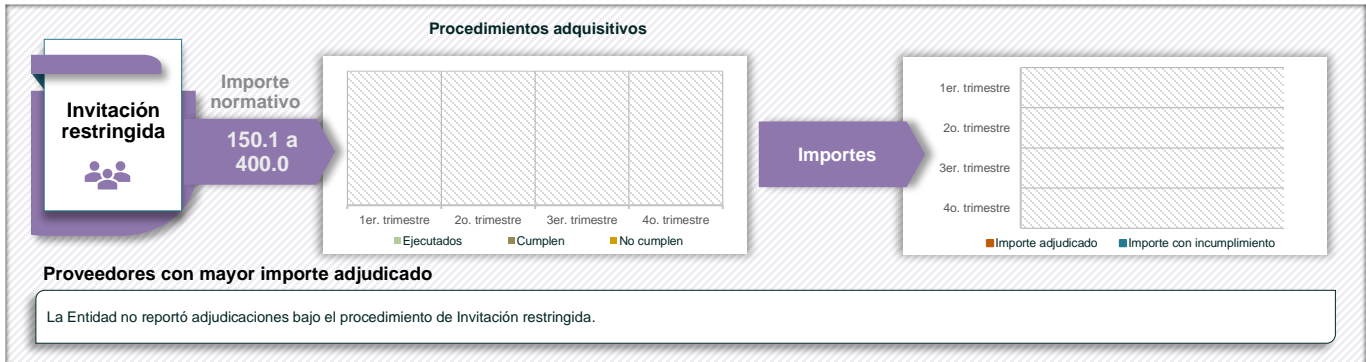 Procedimientos adquisitivos
Invitación
restringida
Importe
normativo
150.1 a
400.0
1er. trimestre 2o. trimestre 3er. trimestre 4o. trimestre
Ejecutados Cumplen No cumplen
Importes
1er. trimestre
2o. trimestre
3er. trimestre
4o. trimestre
Importe adjudicado Importe con incumplimiento
Proveedores con mayor importe adjudicado
La Entidad no reportó adjudicaciones bajo el procedimiento de Invitación restringida.